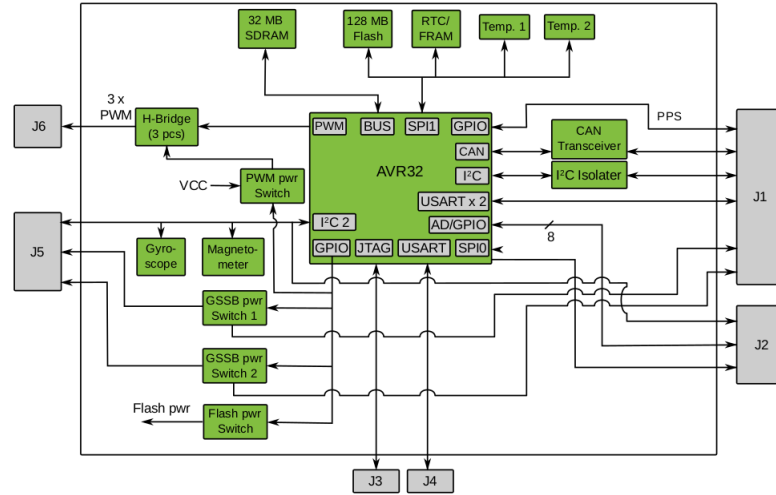 32 MB
SDRAM
128 MB
Flash
RTC/
FRAM
Temp. 1
Temp. 2
3 x
PWM
J6
H-Bridge
(3 pcs)
PWM
BUS
SPI1
GPIO
PPS
CAN
Transceiver
CAN
AVR32
I²C
I²C Isolater
J1
VCC
PWM pwr
Switch
USART x 2
I²C 2
AD/GPIO
8
J5
Gyro-
scope
Magneto-
meter
GPIO
JTAG
USART
SPI0
GSSB pwr
Switch 1
J2
GSSB pwr
Switch 2
Flash pwr
Flash pwr
Switch
J3
J4